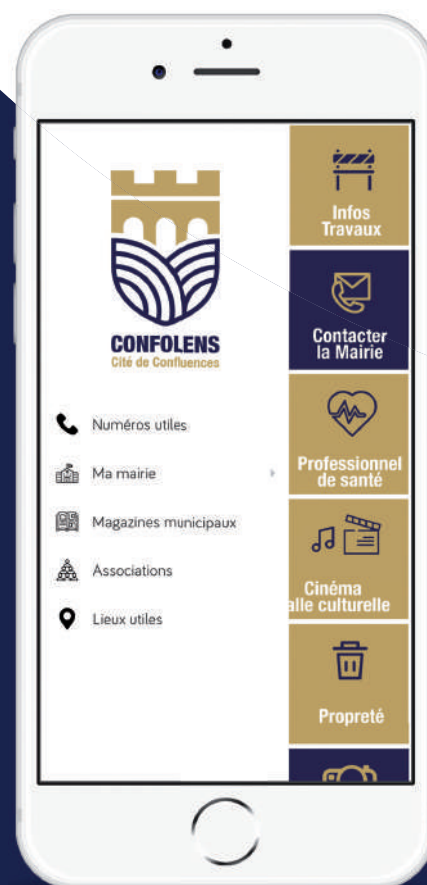 CONFOLENS
Cité de Confluences
Numéros utiles
Ma mairie
Magazines municipaux
Associations
Lieux utiles
Infos
Travaux
Contacter
la Mairie
Professionnel
de santé
Cinéma
alle culturelle
Propreté